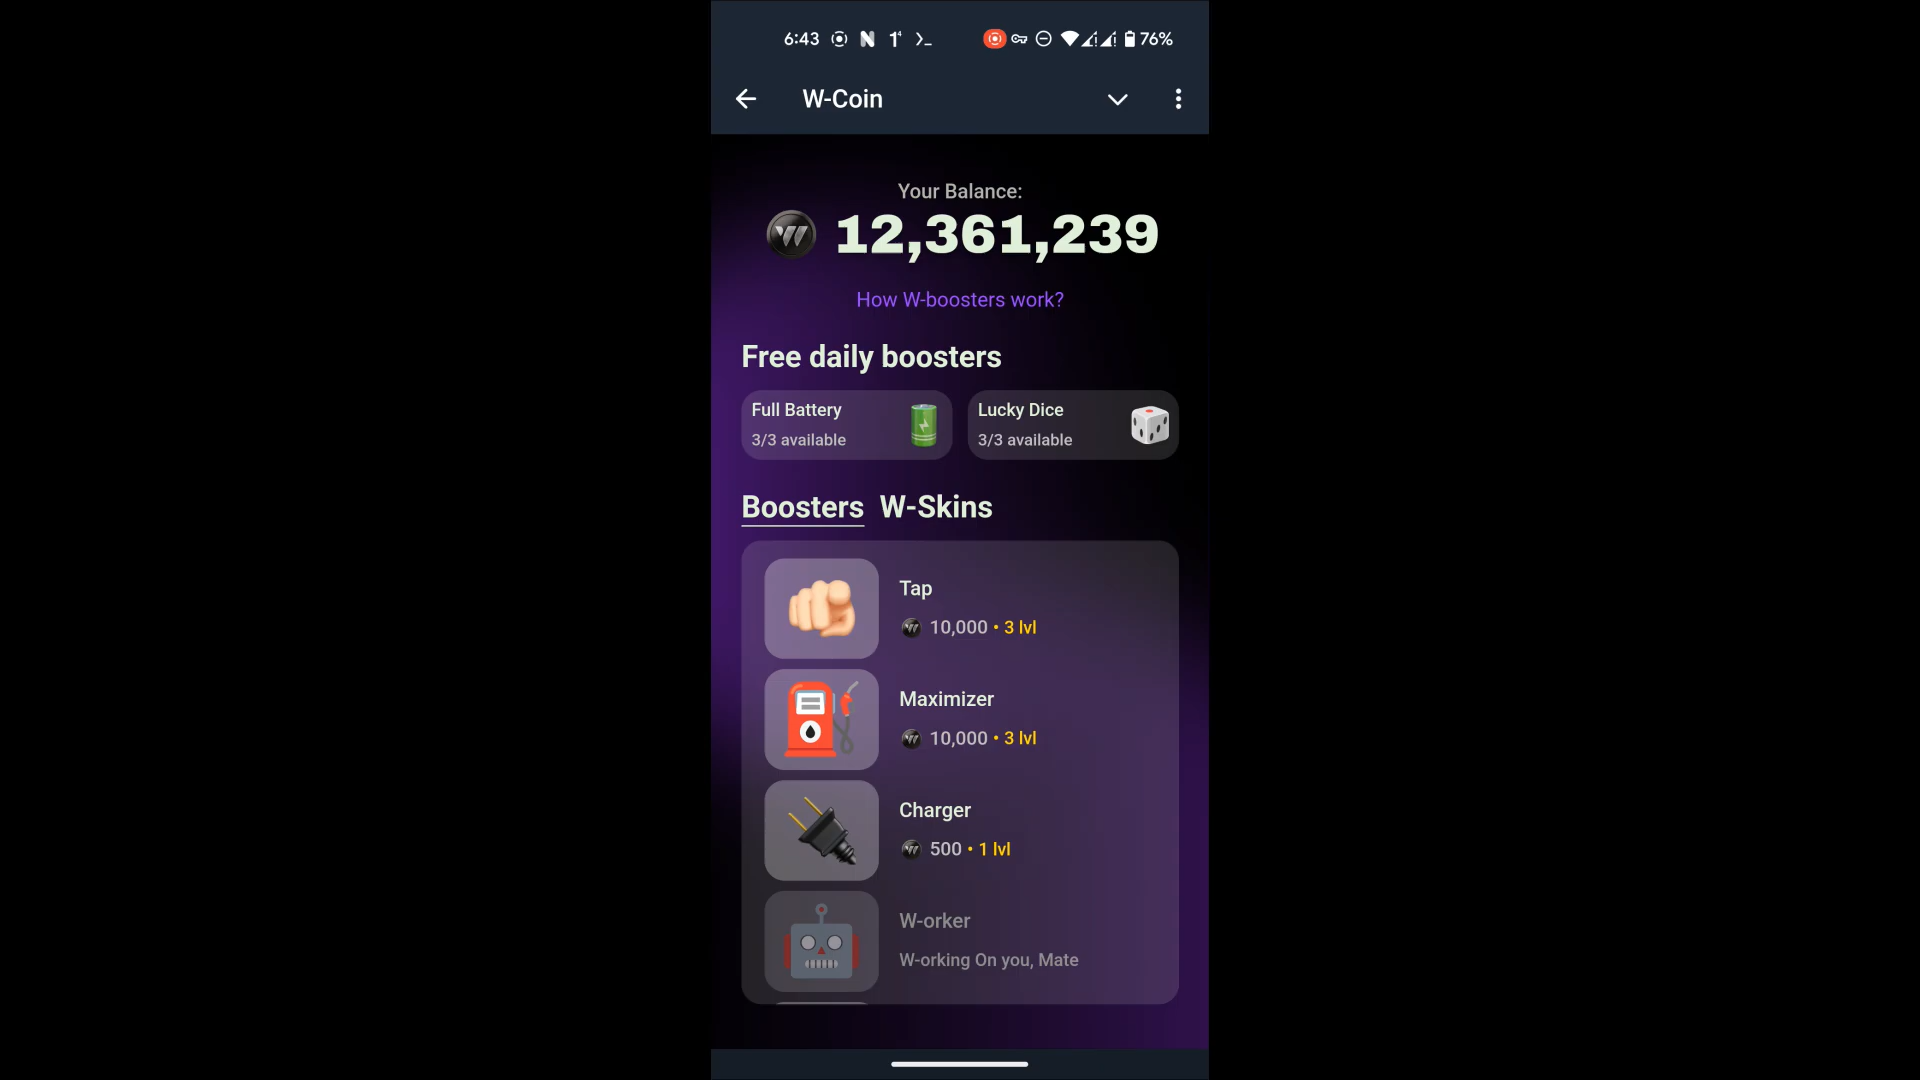 6:43 76%
W-Coin
Your Balance:
12,361,239
How W-boosters work?
Free daily boosters
Full Battery
3/3 available
Lucky Dice
3/3 available
Boosters W-Skins
Tap
10,000 • 3 lvl
Maximizer
10,000 • 3 lvl
Charger
500 • 1 lvl
W-orker
W-orking On you, Mate